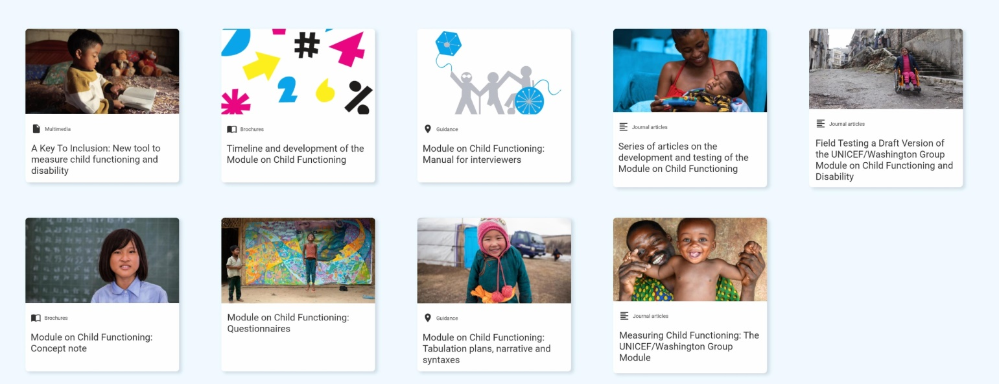 Multimedia
A Key To Inclusion: New tool to
measure child functioning and
disability
Brochures
Timeline and development of the
Module on Child Functioning
Guidance
Module on Child Functioning:
Manual for interviewers
Journal articles
Series of articles on the
development and testing of the
Module on Child Functioning
Journal articles
Field Testing a Draft Version of
the UNICEF/Washington Group
Module on Child Functioning and
Disability
Brochures
Module on Child Functioning:
Concept note
Module on Child Functioning:
Questionnaires
Guidance
Module on Child Functioning:
Tabulation plans, narrative and
syntaxes
Journal articles
Measuring Child Functioning: The
UNICEF/Washington Group
Module